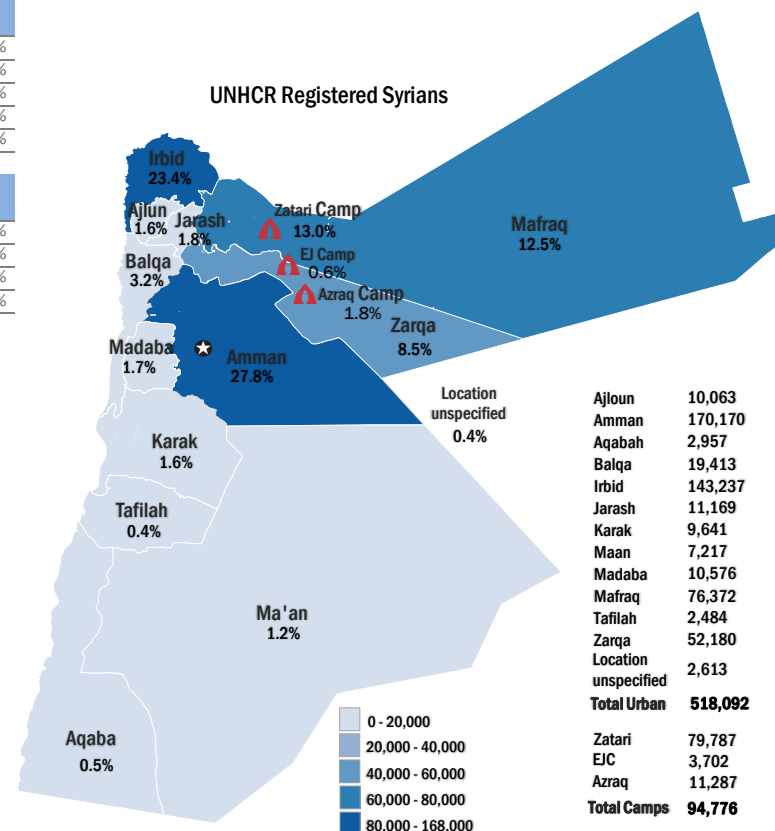 %
%
%
%
%
%
%
%
%
UNHCR Registered Syrians
Irbid
23.4%
Ajlun
1.6%
Jarash
1.8%
Zatari Camp
13.0%
Mafraq
12.5%
EJ Camp
0.6%
Balqa
3.2%
Azraq Camp
1.8%
Zarqa
8.5%
Madaba
1.7%
Amman
27.8%
Location
unspecified
0.4%
Karak
1.6%
Tafilah
0.4%
Ma'an
1.2%
Aqaba
0.5%
0 - 20,000
20,000 - 40,000
40,000 - 60,000
60,000 - 80,000
80,000 - 168,000
Ajloun 10,063
Amman 170,170
Aqabah 2,957
Balqa 19,413
Irbid 143,237
Jarash 11,169
Karak 9,641
Maan 7,217
Madaba 10,576
Mafraq 76,372
Tafilah 2,484
Zarqa 52,180
Location
unspecified 2,613
Total Urban 518,092
Zatari 79,787
EJC 3,702
Azraq 11,287
Total Camps 94,776